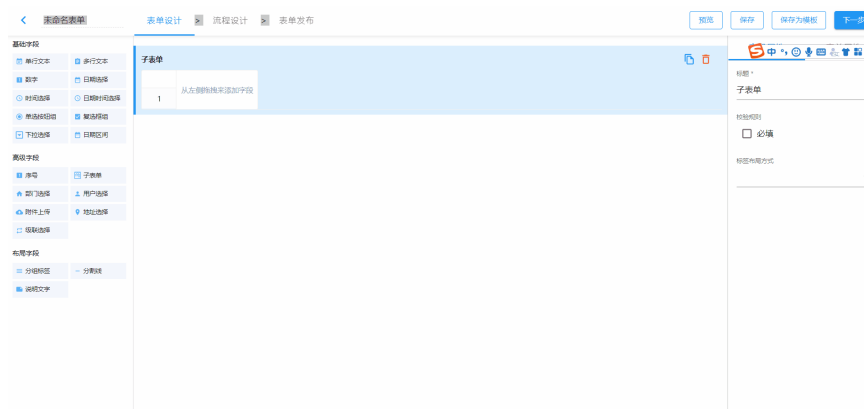 未命名表单
表单设计 > 流程设计 > 表单发布
预览 保存 保存为模板 下一步
基础字段
单行文本 多行文本
数字 日期选择
时间选择 日期时间选择
单选按钮组 复选框组
下拉选择 日期区间
高级字段
序号 子表单
部门选择 用户选择
附件上传 地址选择
级联选择
布局字段
分组标签 分割线
说明文字
子表单
从左侧拖拽来添加字段
1
中
标题 *
子表单
校验规则
必填
标签布局方式